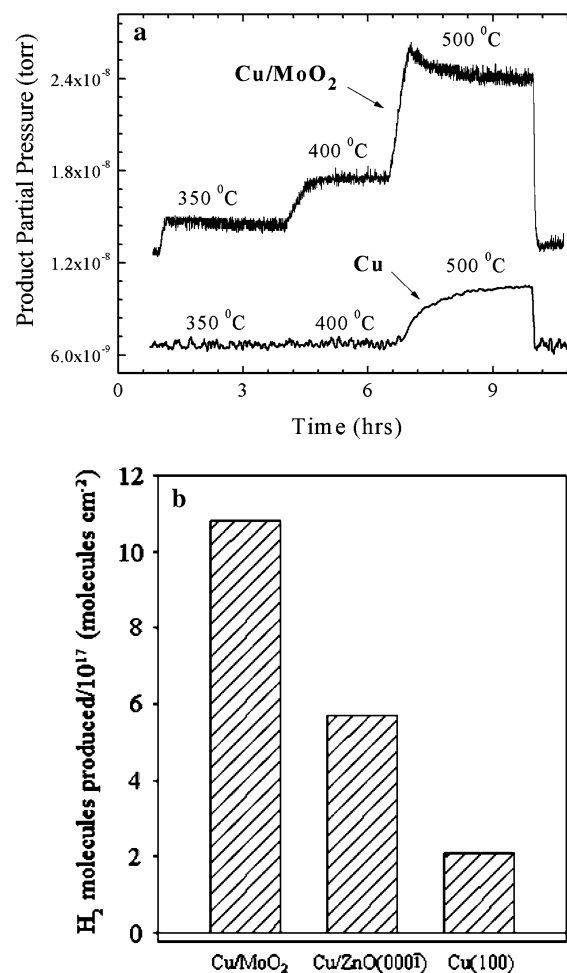 a
500 ⁰C
Cu/MoO₂
400 ⁰C
350 ⁰C
Cu
500 ⁰C
350 ⁰C
400 ⁰C
2.4x10⁻⁸
1.8x10⁻⁸
1.2x10⁻⁸
6.0x10⁻⁹
Product Partial Pressure (torr)
0 3 6 9
Time (hrs)
b
12
10
8
6
4
2
0
H₂ molecules produced/10¹⁷ (molecules cm⁻²)
Cu/MoO₂ Cu/ZnO(0001̅) Cu(100)